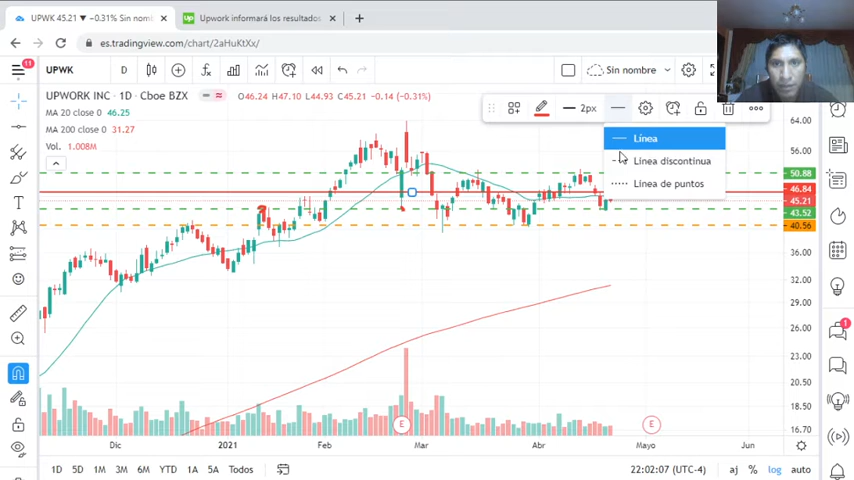 UPWK 45.21 ▼ −0.31% Sin nombre
Upwork informará los resultados
es.tradingview.com/chart/2aHuKtXx/
11
UPWK
D
Sin nombre
UPWORK INC · 1D · Cboe BZX
O46.24 H47.10 L44.93 C45.21 −0.14 (−0.31%)
MA 20 close 0 46.25
MA 200 close 0 31.27
Vol. 1.008M
2px
Línea
Línea discontinua
Línea de puntos
64.00
56.00
50.88
46.84
45.21
43.52
40.56
36.00
32.00
29.00
26.00
23.00
20.50
18.50
16.70
?
E
E
1
Dic
2021
Feb
Mar
Abr
Mayo
Jun
1D 5D 1M 3M 6M YTD 1A 5A Todos
22:02:07 (UTC-4)
aj % log auto